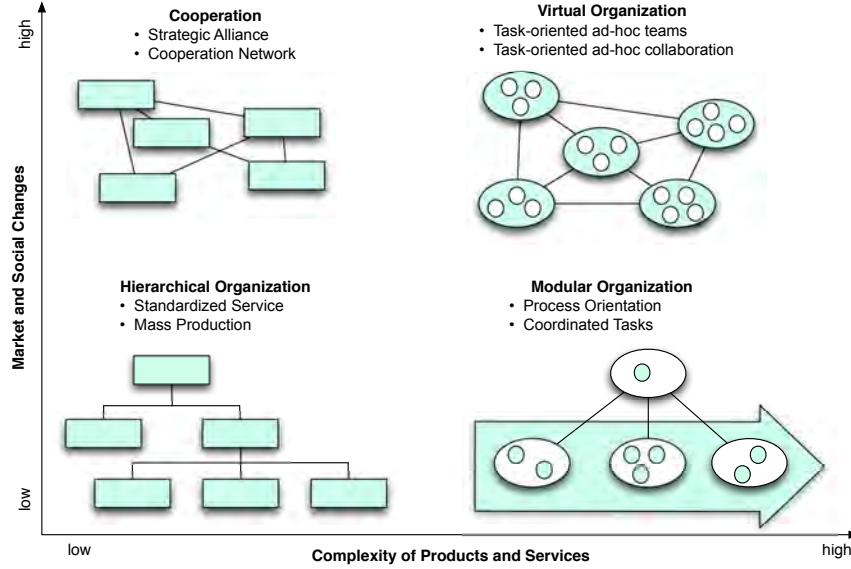 high
Cooperation
• Strategic Alliance
• Cooperation Network
Virtual Organization
• Task-oriented ad-hoc teams
• Task-oriented ad-hoc collaboration
Market and Social Changes
Hierarchical Organization
• Standardized Service
• Mass Production
Modular Organization
• Process Orientation
• Coordinated Tasks
low
low
Complexity of Products and Services
high